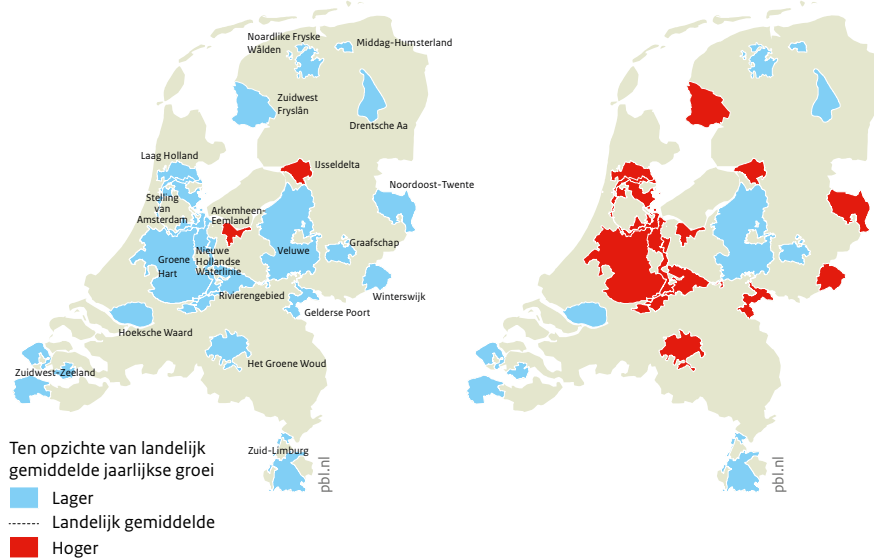 Noardlike Fryske
Wâlden
Middag-Humsterland
Zuidwest
Fryslân
Drentsche Aa
Laag Holland
IJsseldelta
Noordoost-Twente
Stelling
van
Amsterdam
Arkemheen-
Eemland
Graafschap
Groene
Hart
Nieuwe
Hollandse
Waterlinie
Veluwe
Rivierengebied
Winterswijk
Gelderse Poort
Hoeksche Waard
Het Groene Woud
Zuidwest-Zeeland
Zuid-Limburg
pbl.nl
pbl.nl
Ten opzichte van landelijk
gemiddelde jaarlijkse groei
Lager
Landelijk gemiddelde
Hoger